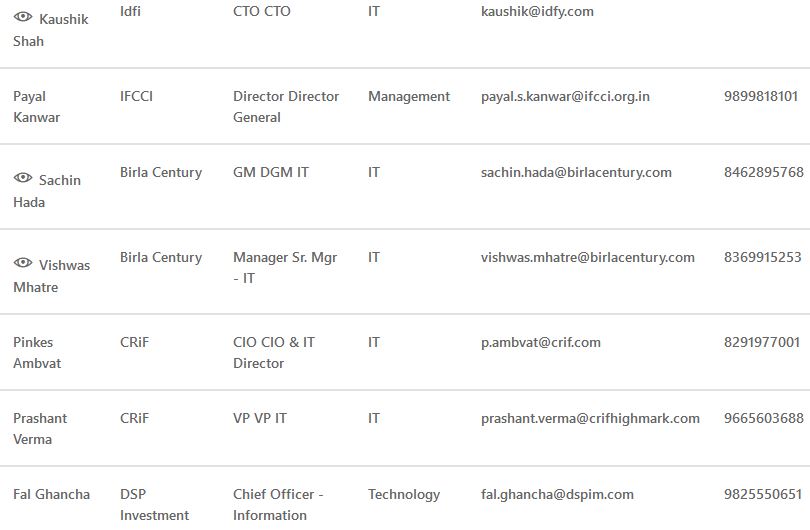 Kaushik Shah Idfi CTO CTO IT kaushik@idfy.com
Payal Kanwar IFCCI Director Director General Management payal.s.kanwar@ifcci.org.in 9899818101
Sachin Hada Birla Century GM DGM IT IT sachin.hada@birlacentury.com 8462895768
Vishwas Mhatre Birla Century Manager Sr. Mgr - IT IT vishwas.mhatre@birlacentury.com 8369915253
Pinkes Ambvat CRiF CIO CIO & IT Director IT p.ambvat@crif.com 8291977001
Prashant Verma CRiF VP VP IT IT prashant.verma@crifhighmark.com 9665603688
Fal Ghancha DSP Investment Chief Officer - Information Technology fal.ghancha@dspim.com 9825550651